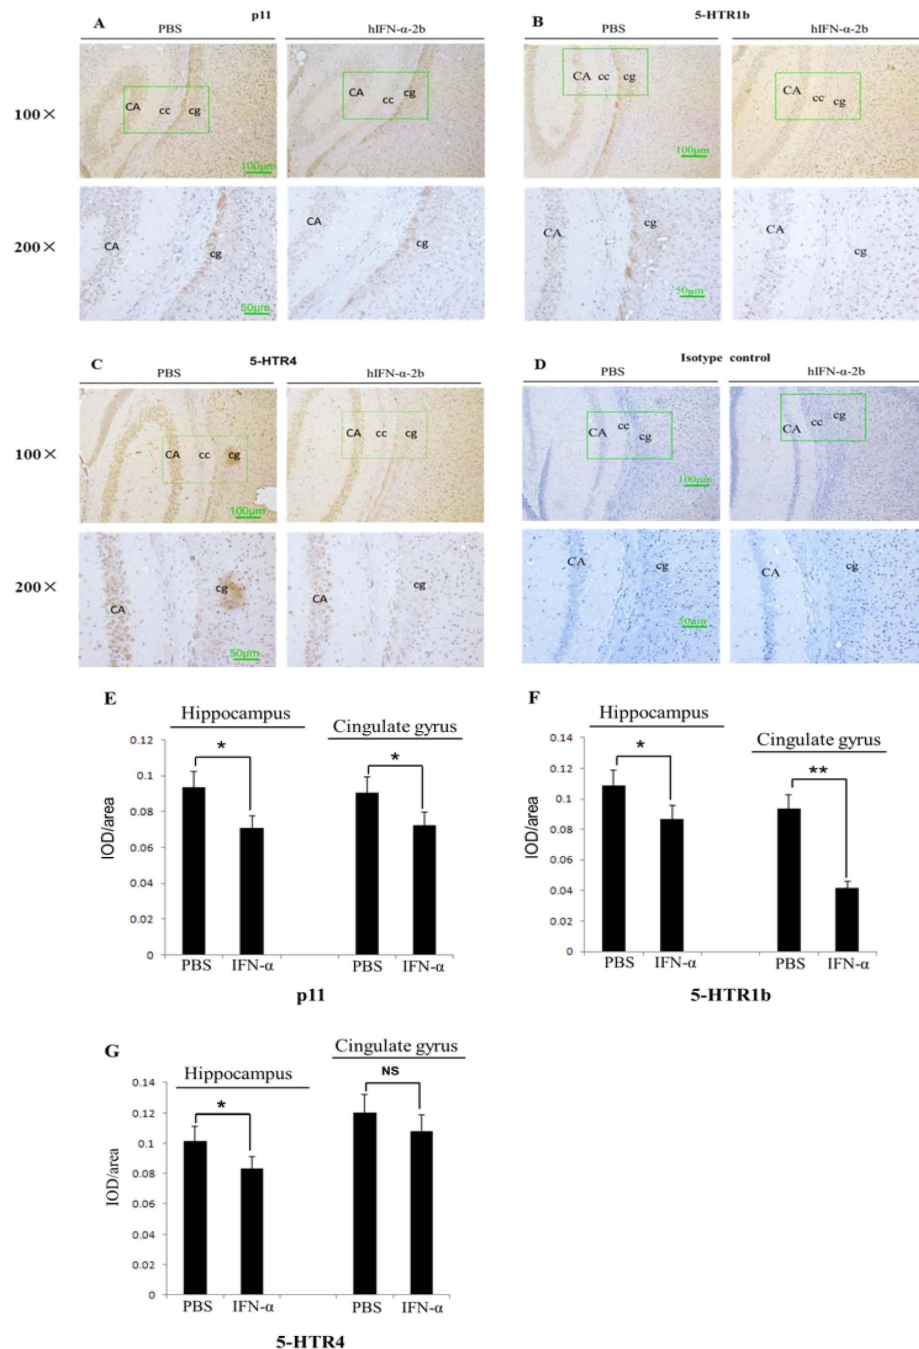 A p11
PBS hIFN-α-2b
100×
CA cc cg
100μm
CA cc cg
200×
CA cg
50μm
CA cg
B 5-HTR1b
PBS hIFN-α-2b
CA cc cg
100μm
CA cc cg
CA cg
50μm
CA cg
C 5-HTR4
PBS hIFN-α-2b
100×
CA cc cg
100μm
CA cc cg
200×
CA cg
50μm
CA cg
D Isotype control
PBS hIFN-α-2b
CA cc cg
100μm
CA cc cg
CA cg
50μm
CA cg
E
Hippocampus Cingulate gyrus
* *
IOD/area
0.12
0.1
0.08
0.06
0.04
0.02
0
PBS IFN-α PBS IFN-α
p11
F
Hippocampus Cingulate gyrus
* **
IOD/area
0.14
0.12
0.1
0.08
0.06
0.04
0.02
0
PBS IFN-α PBS IFN-α
5-HTR1b
G
Hippocampus Cingulate gyrus
* NS
IOD/area
0.14
0.12
0.1
0.08
0.06
0.04
0.02
0
PBS IFN-α PBS IFN-α
5-HTR4